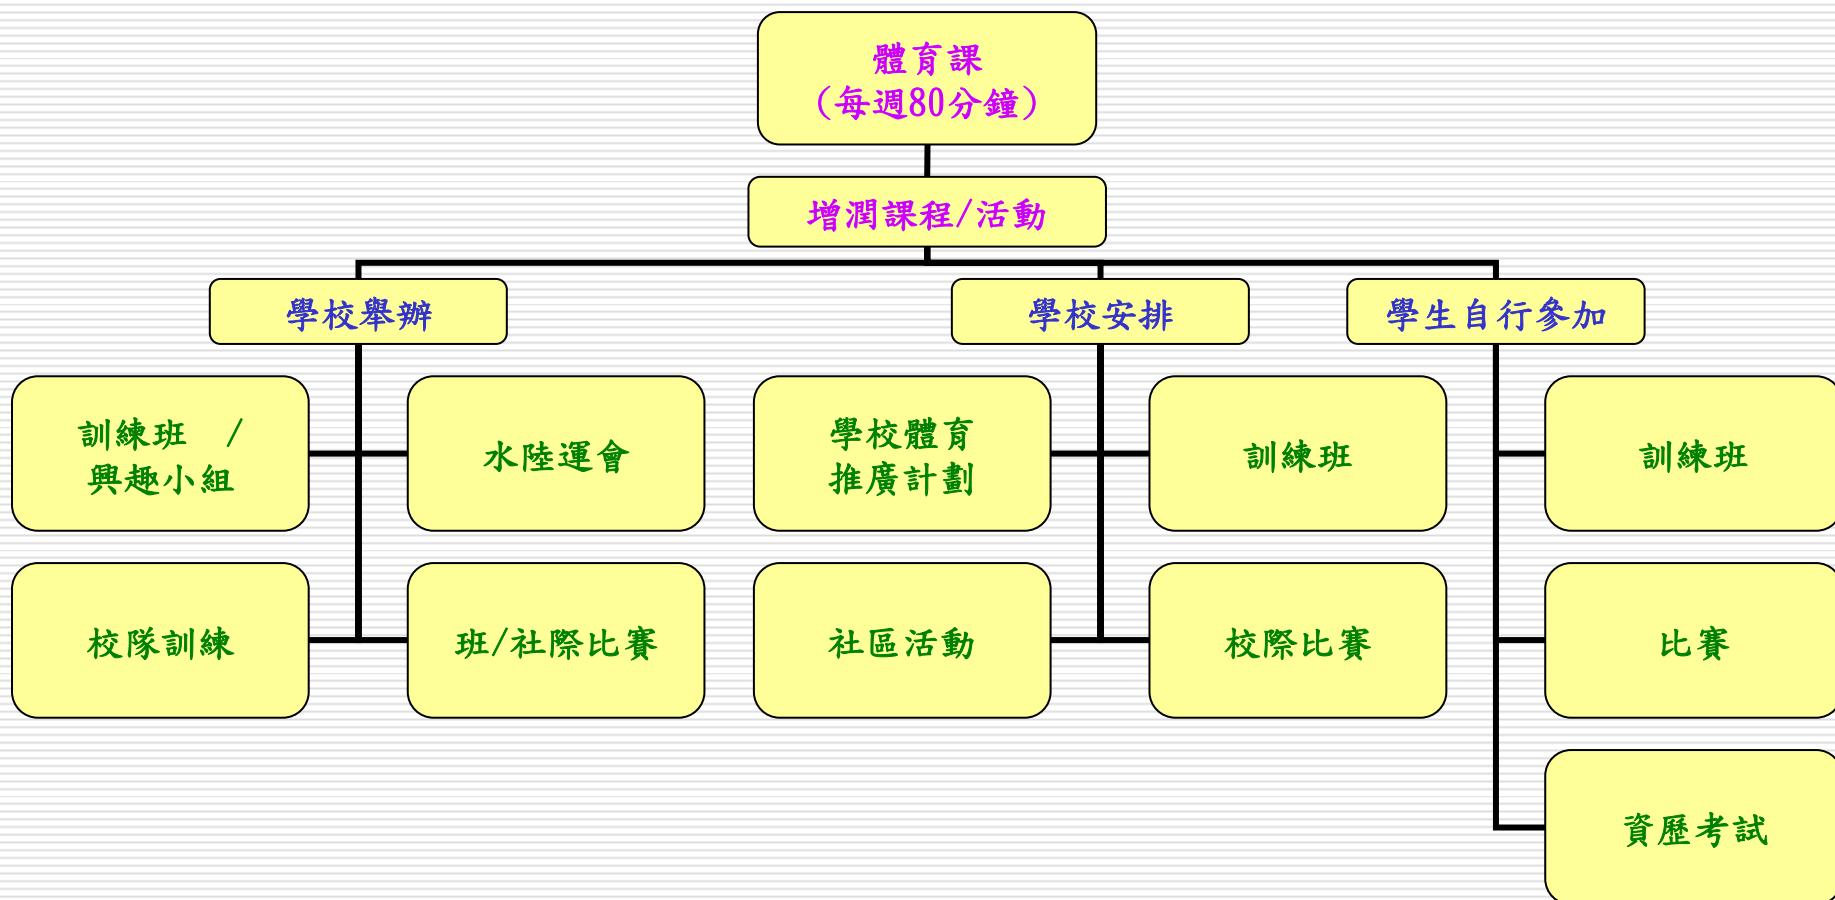 體育課
(每週80分鐘)
增潤課程/活動
學校舉辦
學校安排
學生自行參加
訓練班 /
興趣小組
水陸運會
學校體育
推廣計劃
訓練班
訓練班
校隊訓練
班/社際比賽
社區活動
校際比賽
比賽
資歷考試